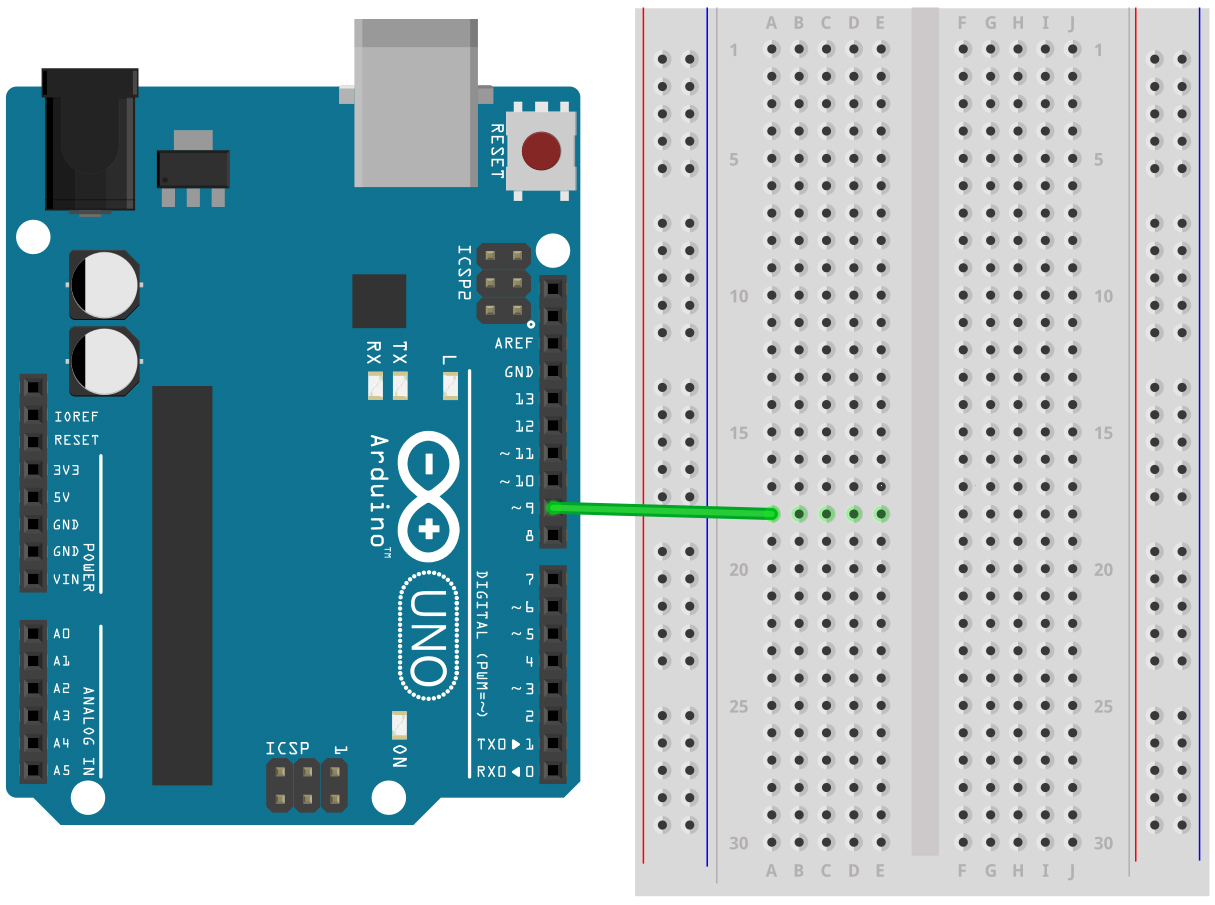 RESET
ICSP2
AREF
GND
13
12
~11
~10
~9
8
7
~6
~5
4
~3
2
TX0▶1
RX0◀0
DIGITAL (PWM=~)
RX
TX
L
Arduino™
UNO
ON
ICSP
1
IOREF
RESET
3V3
5V
GND
GND
VIN
POWER
A0
A1
A2
A3
A4
A5
ANALOG IN
A B C D E F G H I J
1 1
5 5
10 10
15 15
20 20
25 25
30 30
A B C D E F G H I J